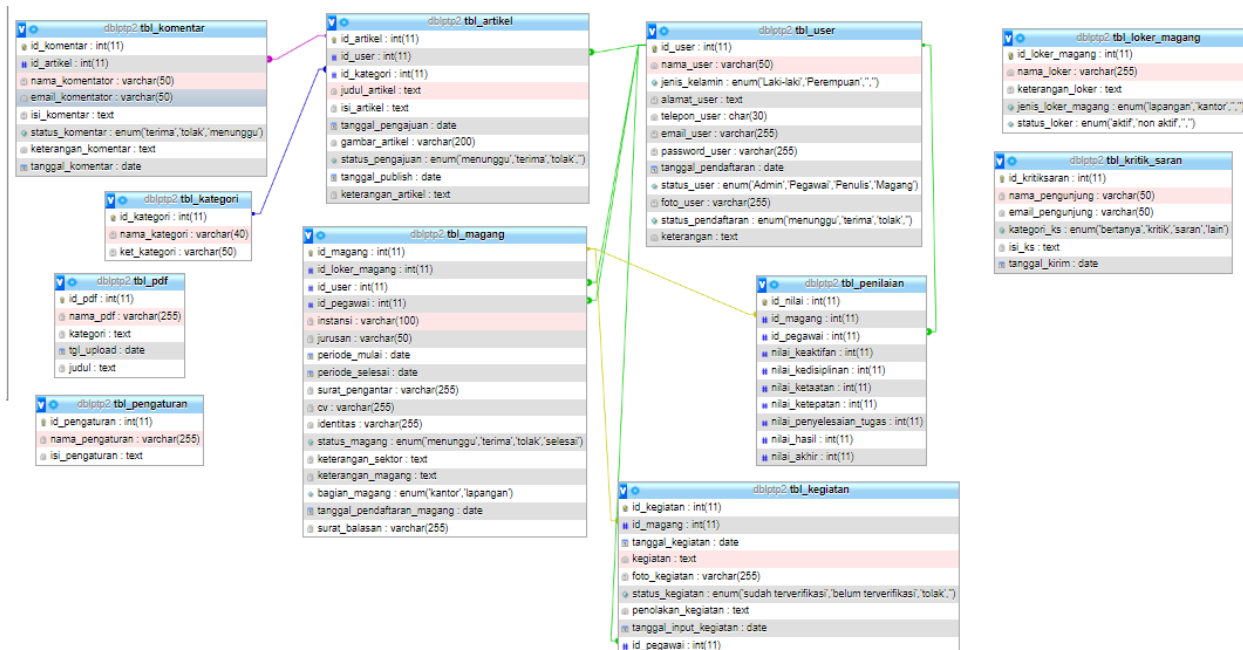 dblptp2 tbl_komentar
id_komentar : int(11)
id_artikel : int(11)
nama_komentator : varchar(50)
email_komentator : varchar(50)
isi_komentar : text
status_komentar : enum('terima','tolak','menunggu')
keterangan_komentar : text
tanggal_komentar : date
dblptp2 tbl_artikel
id_artikel : int(11)
id_user : int(11)
id_kategori : int(11)
judul_artikel : text
isi_artikel : text
tanggal_pengajuan : date
gambar_artikel : varchar(200)
status_pengajuan : enum('menunggu','terima','tolak','')
tanggal_publish : date
keterangan_artikel : text
dblptp2 tbl_user
id_user : int(11)
nama_user : varchar(50)
jenis_kelamin : enum('Laki-laki','Perempuan','','')
alamat_user : text
telepon_user : char(30)
email_user : varchar(255)
password_user : varchar(255)
tanggal_pendaftaran : date
status_user : enum('Admin','Pegawai','Penulis','Magang')
foto_user : varchar(255)
status_pendaftaran : enum('menunggu','terima','tolak','')
keterangan : text
dblptp2 tbl_loker_magang
id_loker_magang : int(11)
nama_loker : varchar(255)
keterangan_loker : text
jenis_loker_magang : enum('lapangan','kantor','','')
status_loker : enum('aktif','non aktif','','')
dblptp2 tbl_kritik_saran
id_kritiksaran : int(11)
nama_pengunjung : varchar(50)
email_pengunjung : varchar(50)
kategori_ks : enum('bertanya','kritik','saran','lain')
isi_ks : text
tanggal_kirim : date
dblptp2 tbl_kategori
id_kategori : int(11)
nama_kategori : varchar(40)
ket_kategori : varchar(50)
dblptp2 tbl_magang
id_magang : int(11)
id_loker_magang : int(11)
id_user : int(11)
id_pegawai : int(11)
instansi : varchar(100)
jurusan : varchar(50)
periode_mulai : date
periode_selesai : date
surat_pengantar : varchar(255)
cv : varchar(255)
identitas : varchar(255)
status_magang : enum('menunggu','terima','tolak','selesai')
keterangan_sektor : text
keterangan_magang : text
bagian_magang : enum('kantor','lapangan')
tanggal_pendaftaran_magang : date
surat_balasan : varchar(255)
dblptp2 tbl_pdf
id_pdf : int(11)
nama_pdf : varchar(255)
kategori : text
tgl_upload : date
judul : text
dblptp2 tbl_penilaian
id_nilai : int(11)
id_magang : int(11)
id_pegawai : int(11)
nilai_keaktifan : int(11)
nilai_kedisiplinan : int(11)
nilai_ketaatan : int(11)
nilai_ketepatan : int(11)
nilai_penyelesaian_tugas : int(11)
nilai_hasil : int(11)
nilai_akhir : int(11)
dblptp2 tbl_pengaturan
id_pengaturan : int(11)
nama_pengaturan : varchar(255)
isi_pengaturan : text
dblptp2 tbl_kegiatan
id_kegiatan : int(11)
id_magang : int(11)
tanggal_kegiatan : date
kegiatan : text
foto_kegiatan : varchar(255)
status_kegiatan : enum('sudah terverifikasi','belum terverifikasi','tolak','')
penolakan_kegiatan : text
tanggal_input_kegiatan : date
id_pegawai : int(11)